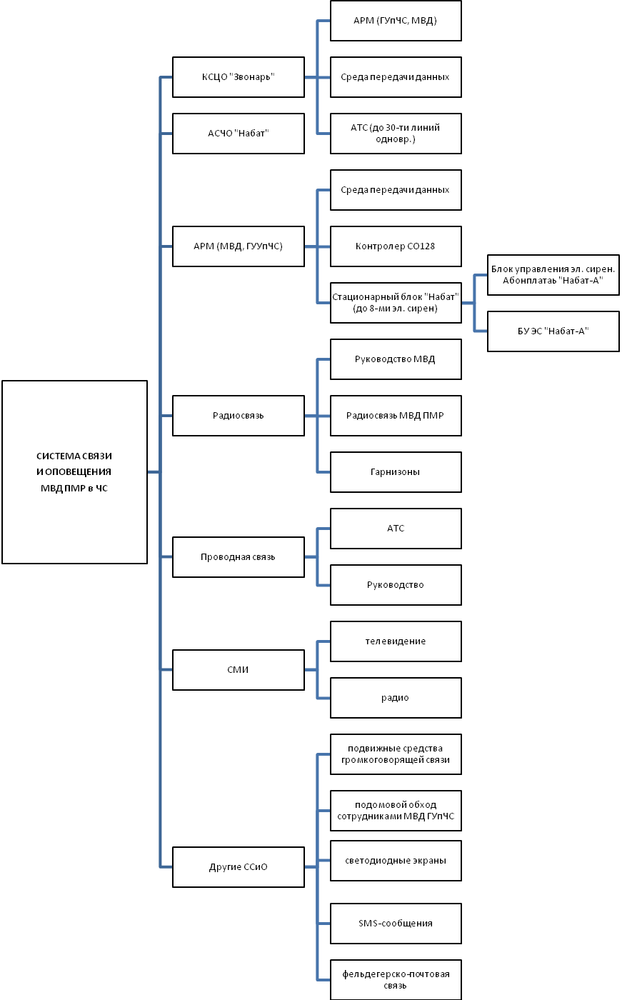 СИСТЕМА СВЯЗИ
И ОПОВЕЩЕНИЯ
МВД ПМР в ЧС
КСЦО "Звонарь"
АРМ (ГУпЧС, МВД)
Среда передачи данных
АТС (до 30-ти линий
одновр.)
АСЧО "Набат"
АРМ (МВД, ГУУпЧС)
Среда передачи данных
Контролер СО128
Стационарный блок "Набат"
(до 8-ми эл. сирен)
Блок управления эл. сирен.
Абонплатаь "Набат-А"
БУ ЭС "Набат-А"
Радиосвязь
Руководство МВД
Радиосвязь МВД ПМР
Гарнизоны
Проводная связь
АТС
Руководство
СМИ
телевидение
радио
Другие ССиО
подвижные средства
громкоговорящей связи
подомовой обход
сотрудниками МВД ГУпЧС
светодиодные экраны
SMS-сообщения
фельдегерско-почтовая
связь